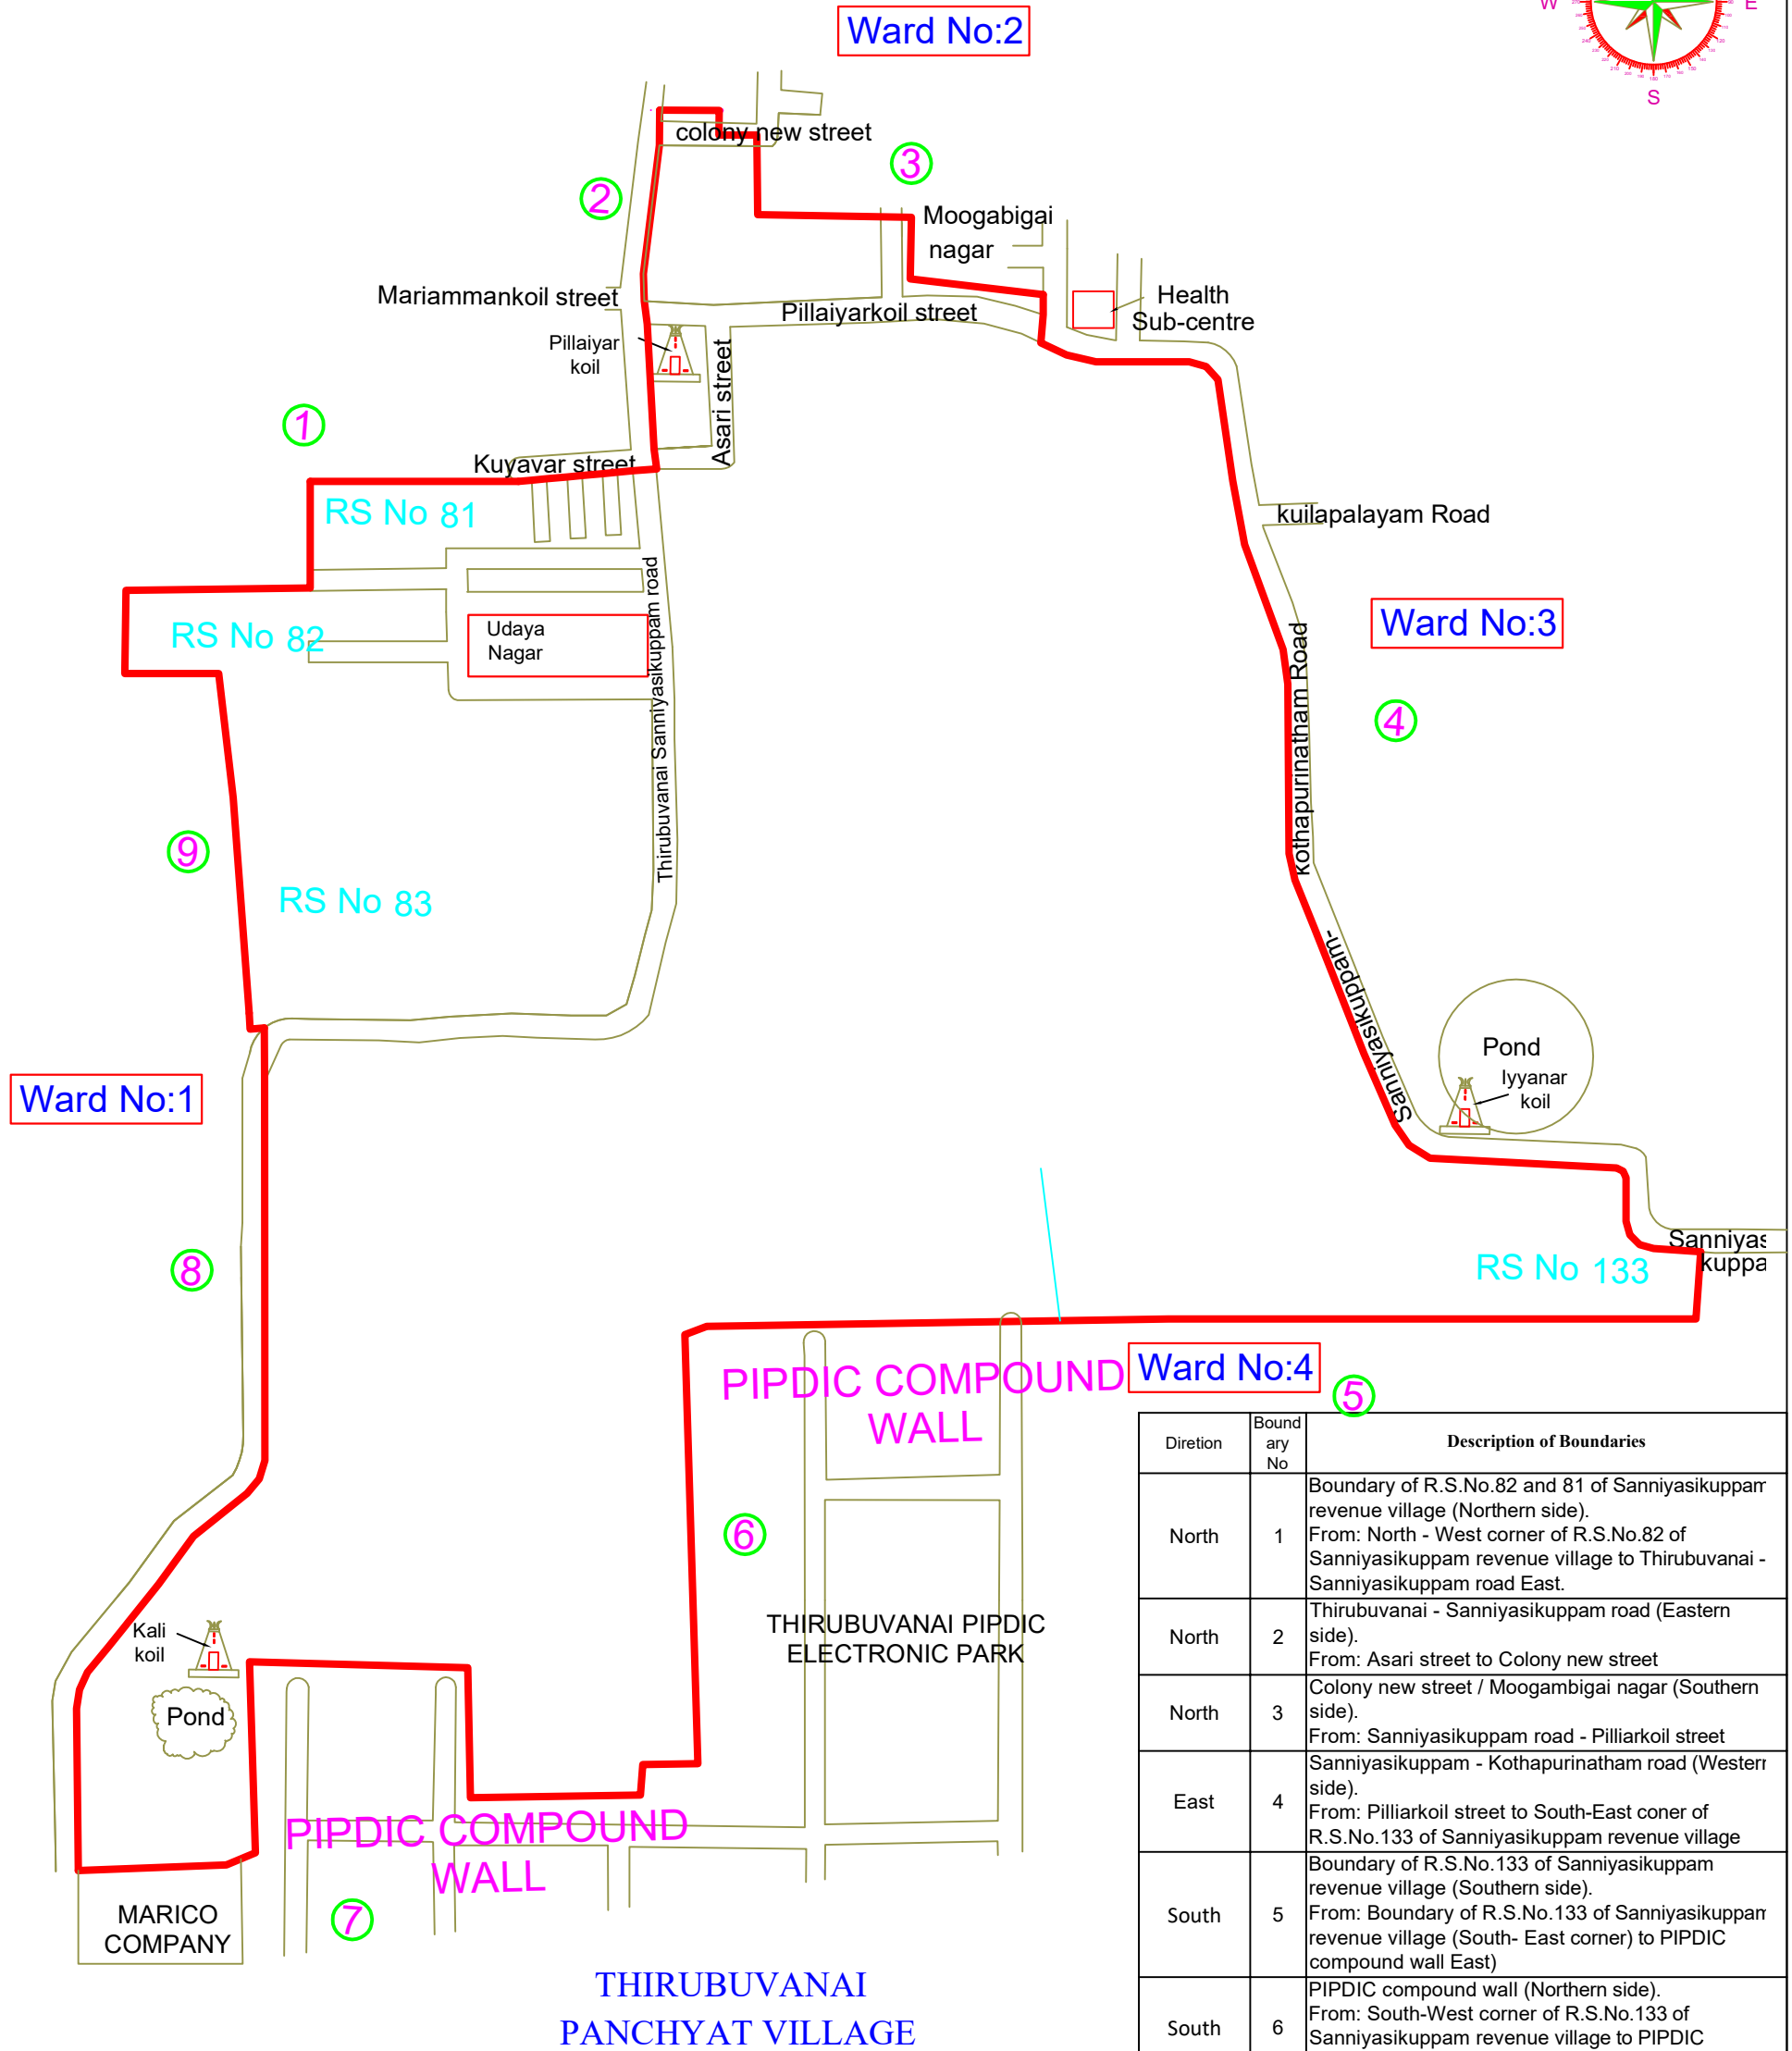 Ward No:2
W
E
S
colony new street
3
2
Moogabigai
nagar
Mariammankoil street
Pillaiyarkoil street
Health
Sub-centre
Pillaiyar
koil
Asari street
1
Kuyavar street
RS No 81
kuilapalayam Road
RS No 82
Udaya
Nagar
Thirubuvanai Sanniyasikuppam road
Ward No:3
kothapurinatham Road
4
9
RS No 83
Sanniyasikuppam-
Pond
Iyyanar
koil
Ward No:1
8
Sanniyas
kuppa
RS No 133
PIPDIC COMPOUND
WALL
Ward No:4
5
6
THIRUBUVANAI PIPDIC
ELECTRONIC PARK
Kali
koil
Pond
PIPDIC COMPOUND
WALL
7
MARICO
COMPANY
THIRUBUVANAI
PANCHYAT VILLAGE
Diretion
Bound
ary
No
Description of Boundaries
North
1
Boundary of R.S.No.82 and 81 of Sanniyasikuppam
revenue village (Northern side).
From: North - West corner of R.S.No.82 of
Sanniyasikuppam revenue village to Thirubuvanai -
Sanniyasikuppam road East.
North
2
Thirubuvanai - Sanniyasikuppam road (Eastern
side).
From: Asari street to Colony new street
North
3
Colony new street / Moogambigai nagar (Southern
side).
From: Sanniyasikuppam road - Pilliarkoil street
East
4
Sanniyasikuppam - Kothapurinatham road (Western
side).
From: Pilliarkoil street to South-East coner of
R.S.No.133 of Sanniyasikuppam revenue village
South
5
Boundary of R.S.No.133 of Sanniyasikuppam
revenue village (Southern side).
From: Boundary of R.S.No.133 of Sanniyasikuppam
revenue village (South- East corner) to PIPDIC
compound wall East)
South
6
PIPDIC compound wall (Northern side).
From: South-West corner of R.S.No.133 of
Sanniyasikuppam revenue village to PIPDIC